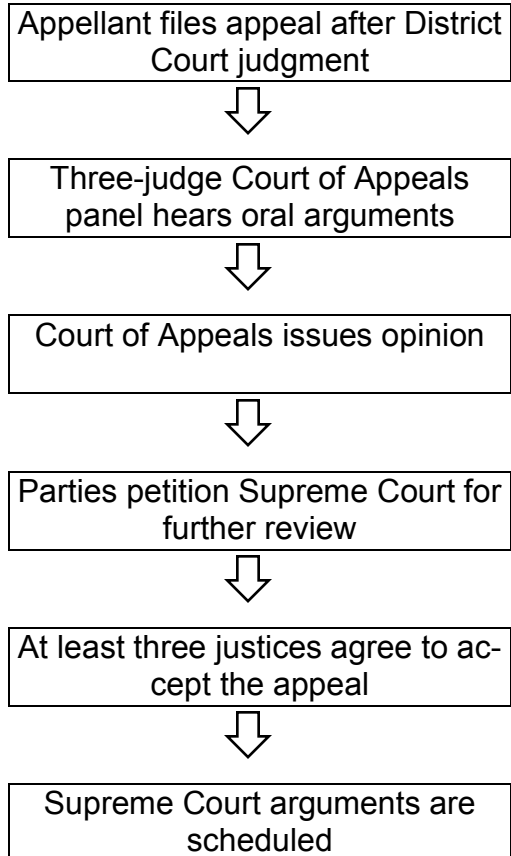 Appellant files appeal after District
Court judgment
Three-judge Court of Appeals
panel hears oral arguments
Court of Appeals issues opinion
Parties petition Supreme Court for
further review
At least three justices agree to ac-
cept the appeal
Supreme Court arguments are
scheduled